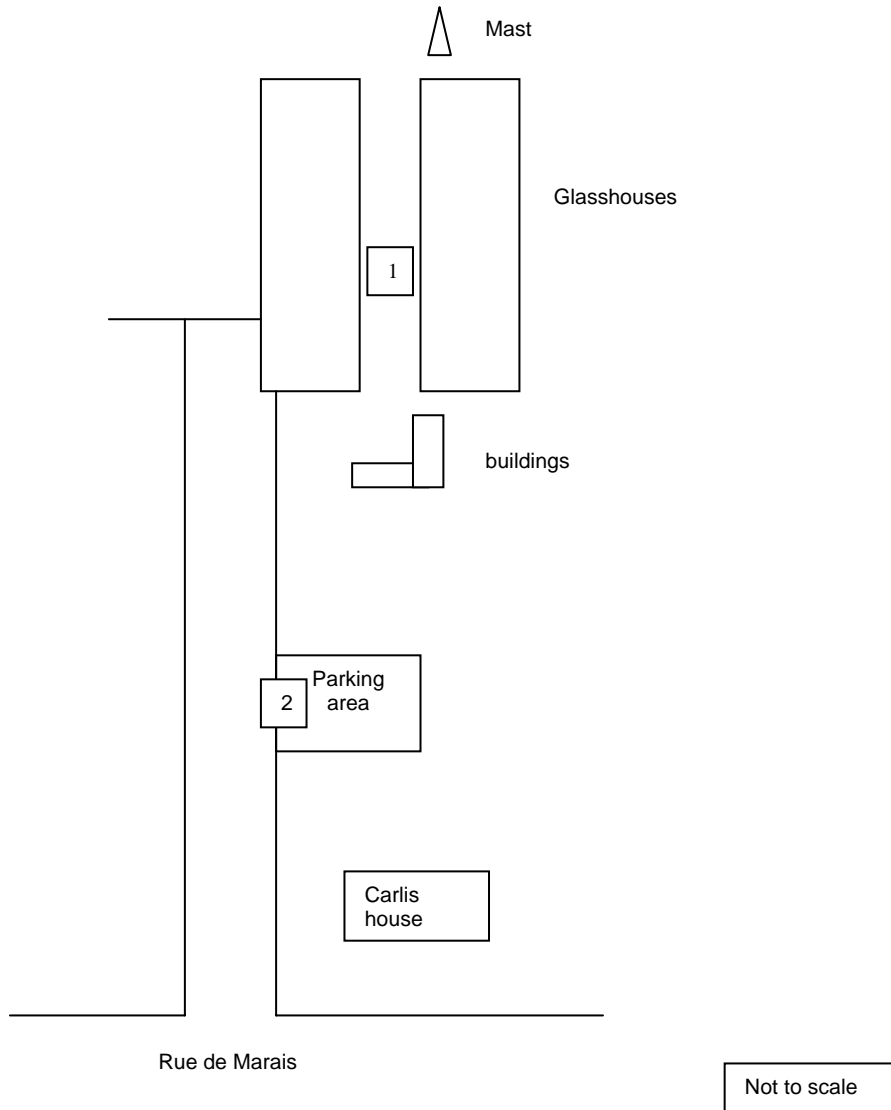 Mast
Glasshouses
1
buildings
Parking
area
2
Carlis
house
Rue de Marais
Not to scale